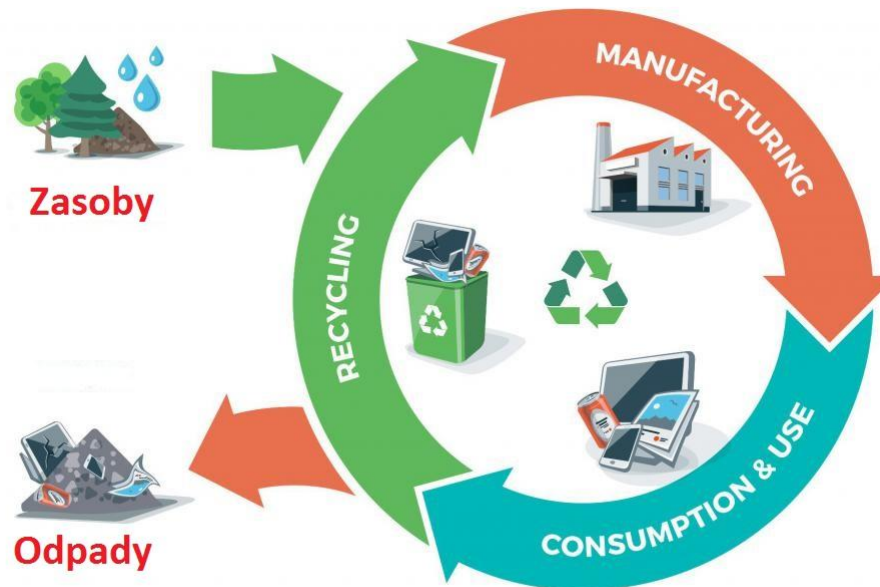 Zasoby
MANUFACTURING
RECYCLING
CONSUMPTION & USE
Odpady